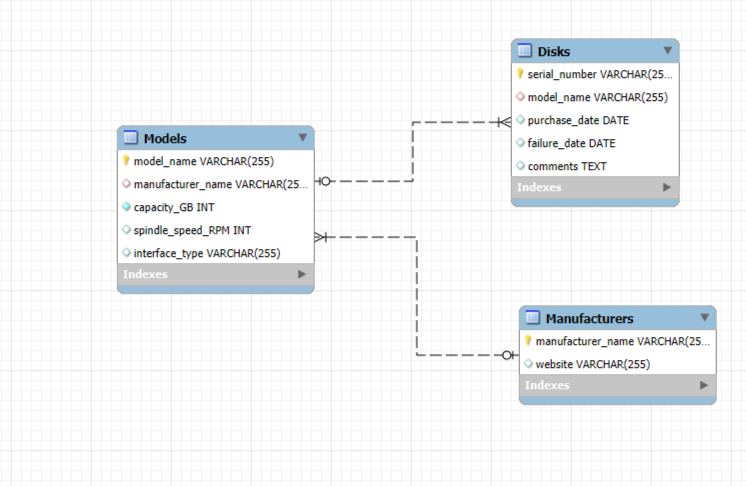 Models
model_name VARCHAR(255)
manufacturer_name VARCHAR(25...
capacity_GB INT
spindle_speed_RPM INT
interface_type VARCHAR(255)
Indexes
Disks
serial_number VARCHAR(25...
model_name VARCHAR(255)
purchase_date DATE
failure_date DATE
comments TEXT
Indexes
Manufacturers
manufacturer_name VARCHAR(25...
website VARCHAR(255)
Indexes